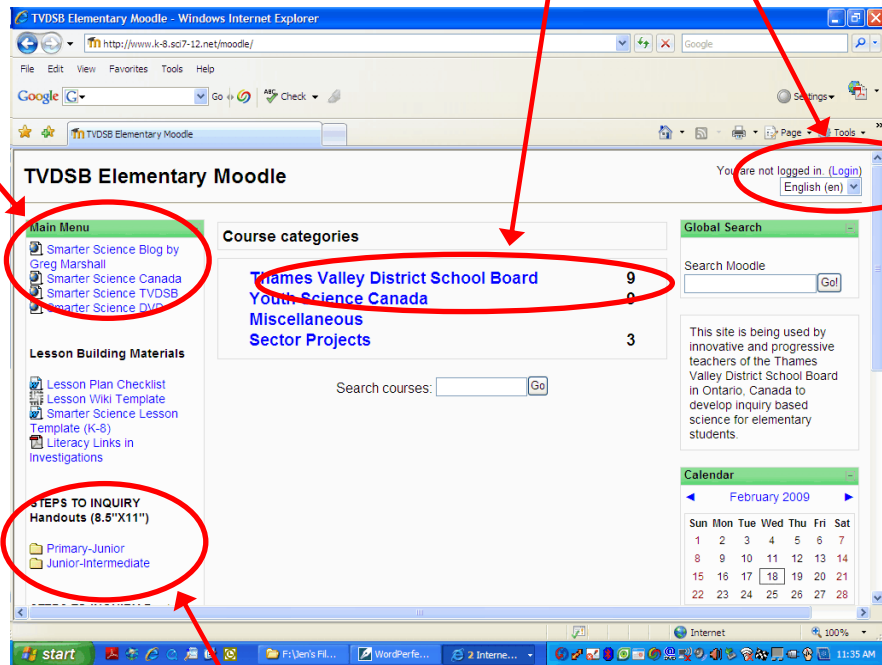 TVDSB Elementary Moodle - Windows Internet Explorer
http://www.k-8.sci7-12.net/moodle/
Google
File Edit View Favorites Tools Help
Google G Go Check Settings
TVDSB Elementary Moodle Page Tools
TVDSB Elementary Moodle
You are not logged in. (Login)
English (en)
Main Menu
Smarter Science Blog by
Greg Marshall
Smarter Science Canada
Smarter Science TVDSB
Smarter Science DVD
Lesson Building Materials
Lesson Plan Checklist
Lesson Wiki Template
Smarter Science Lesson
Template (K-8)
Literacy Links in
Investigations
STEPS TO INQUIRY
Handouts (8.5"X11")
Primary-Junior
Junior-Intermediate
Course categories
Thames Valley District School Board 9
Youth Science Canada
Miscellaneous
Sector Projects 3
Search courses: Go
Global Search
Search Moodle
Go!
This site is being used by
innovative and progressive
teachers of the Thames
Valley District School Board
in Ontario, Canada to
develop inquiry based
science for elementary
students.
Calendar
February 2009
Sun Mon Tue Wed Thu Fri Sat
1 2 3 4 5 6 7
8 9 10 11 12 13 14
15 16 17 18 19 20 21
22 23 24 25 26 27 28
Internet 100%
start F:\Jen's Fil... WordPerfe... 2 Interne... 11:35 AM